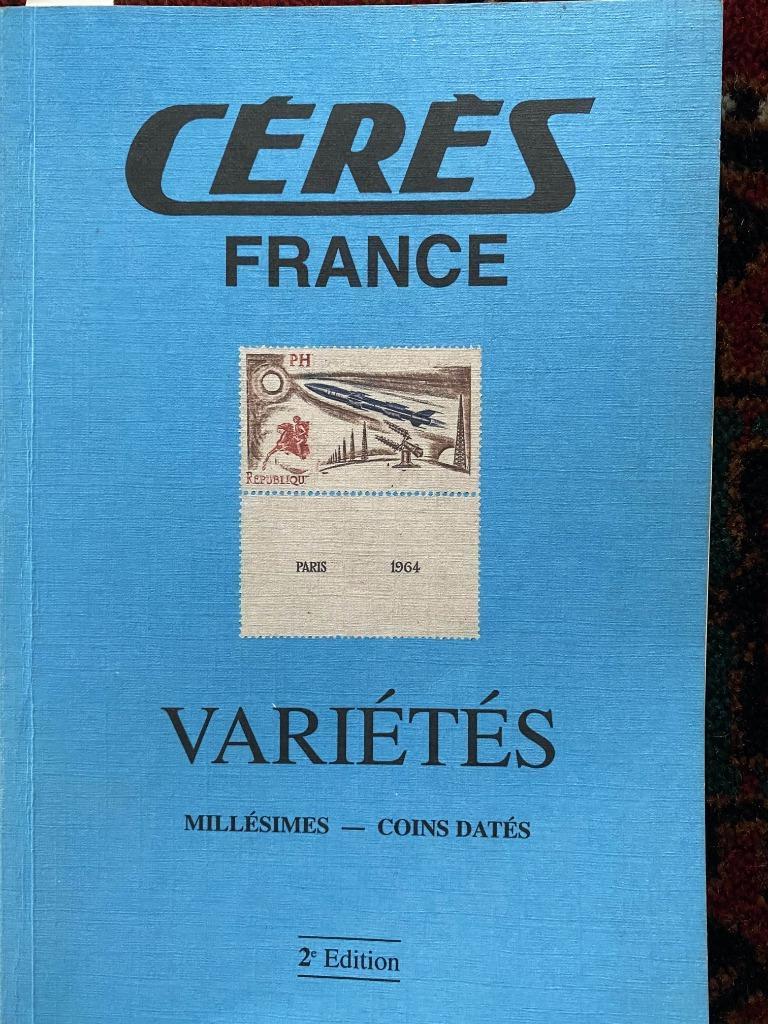 CÉRÈS
FRANCE
PH
REPUBLIQU
PARIS 1964
VARIÉTÉS
MILLÉSIMES — COINS DATÉS
2e Edition